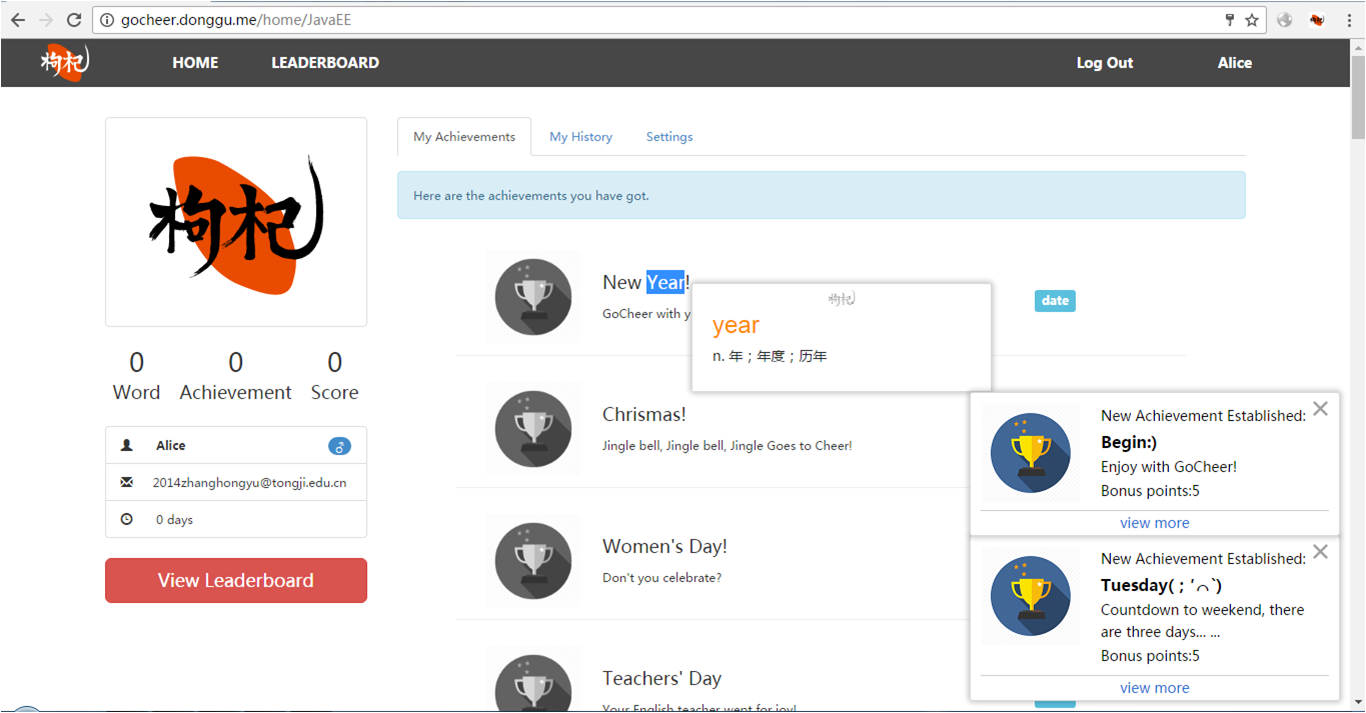 gocheer.donggu.me/home/JavaEE
枸杞 HOME LEADERBOARD Log Out Alice
枸杞
My Achievements My History Settings
Here are the achievements you have got.
0 0 0
Word Achievement Score
Alice
2014zhanghongyu@tongji.edu.cn
0 days
View Leaderboard
New Year!
GoCheer with y
date
枸杞
year
n. 年；年度；历年
Chrismas!
Jingle bell, Jingle bell, Jingle Goes to Cheer!
Women's Day!
Don't you celebrate?
Teachers' Day
Your English teacher went for joy!
New Achievement Established:
Begin:)
Enjoy with GoCheer!
Bonus points:5
view more
New Achievement Established:
Tuesday( ; ′⌒`)
Countdown to weekend, there
are three days... ...
Bonus points:5
view more